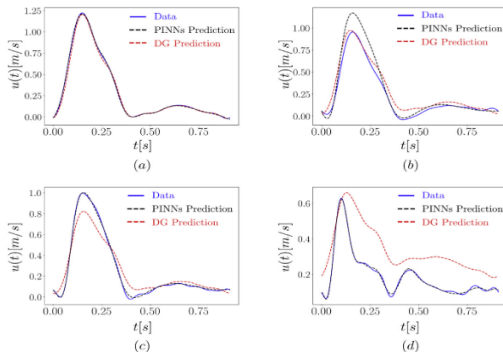 1.25
1.00
0.75
0.50
0.25
0.00
u(t)[m/s]
Data
PINNs Prediction
DG Prediction
0.00 0.25 0.50 0.75
t[s]
(a)
1.00
0.75
0.50
0.25
0.00
u(t)[m/s]
Data
PINNs Prediction
DG Prediction
0.00 0.25 0.50 0.75
t[s]
(b)
1.0
0.8
0.6
0.4
0.2
0.0
u(t)[m/s]
Data
PINNs Prediction
DG Prediction
0.00 0.25 0.50 0.75
t[s]
(c)
0.6
0.4
0.2
u(t)[m/s]
Data
PINNs Prediction
DG Prediction
0.00 0.25 0.50 0.75
t[s]
(d)